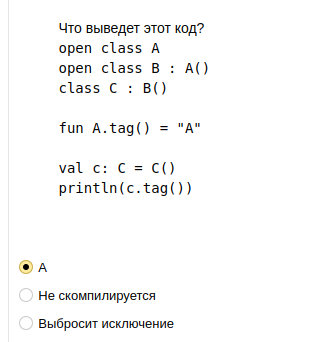 Что выведет этот код?
open class A
open class B : A()
class C : B()
fun A.tag() = "A"
val c: C = C()
println(c.tag())
A
Не скомпилируется
Выбросит исключение